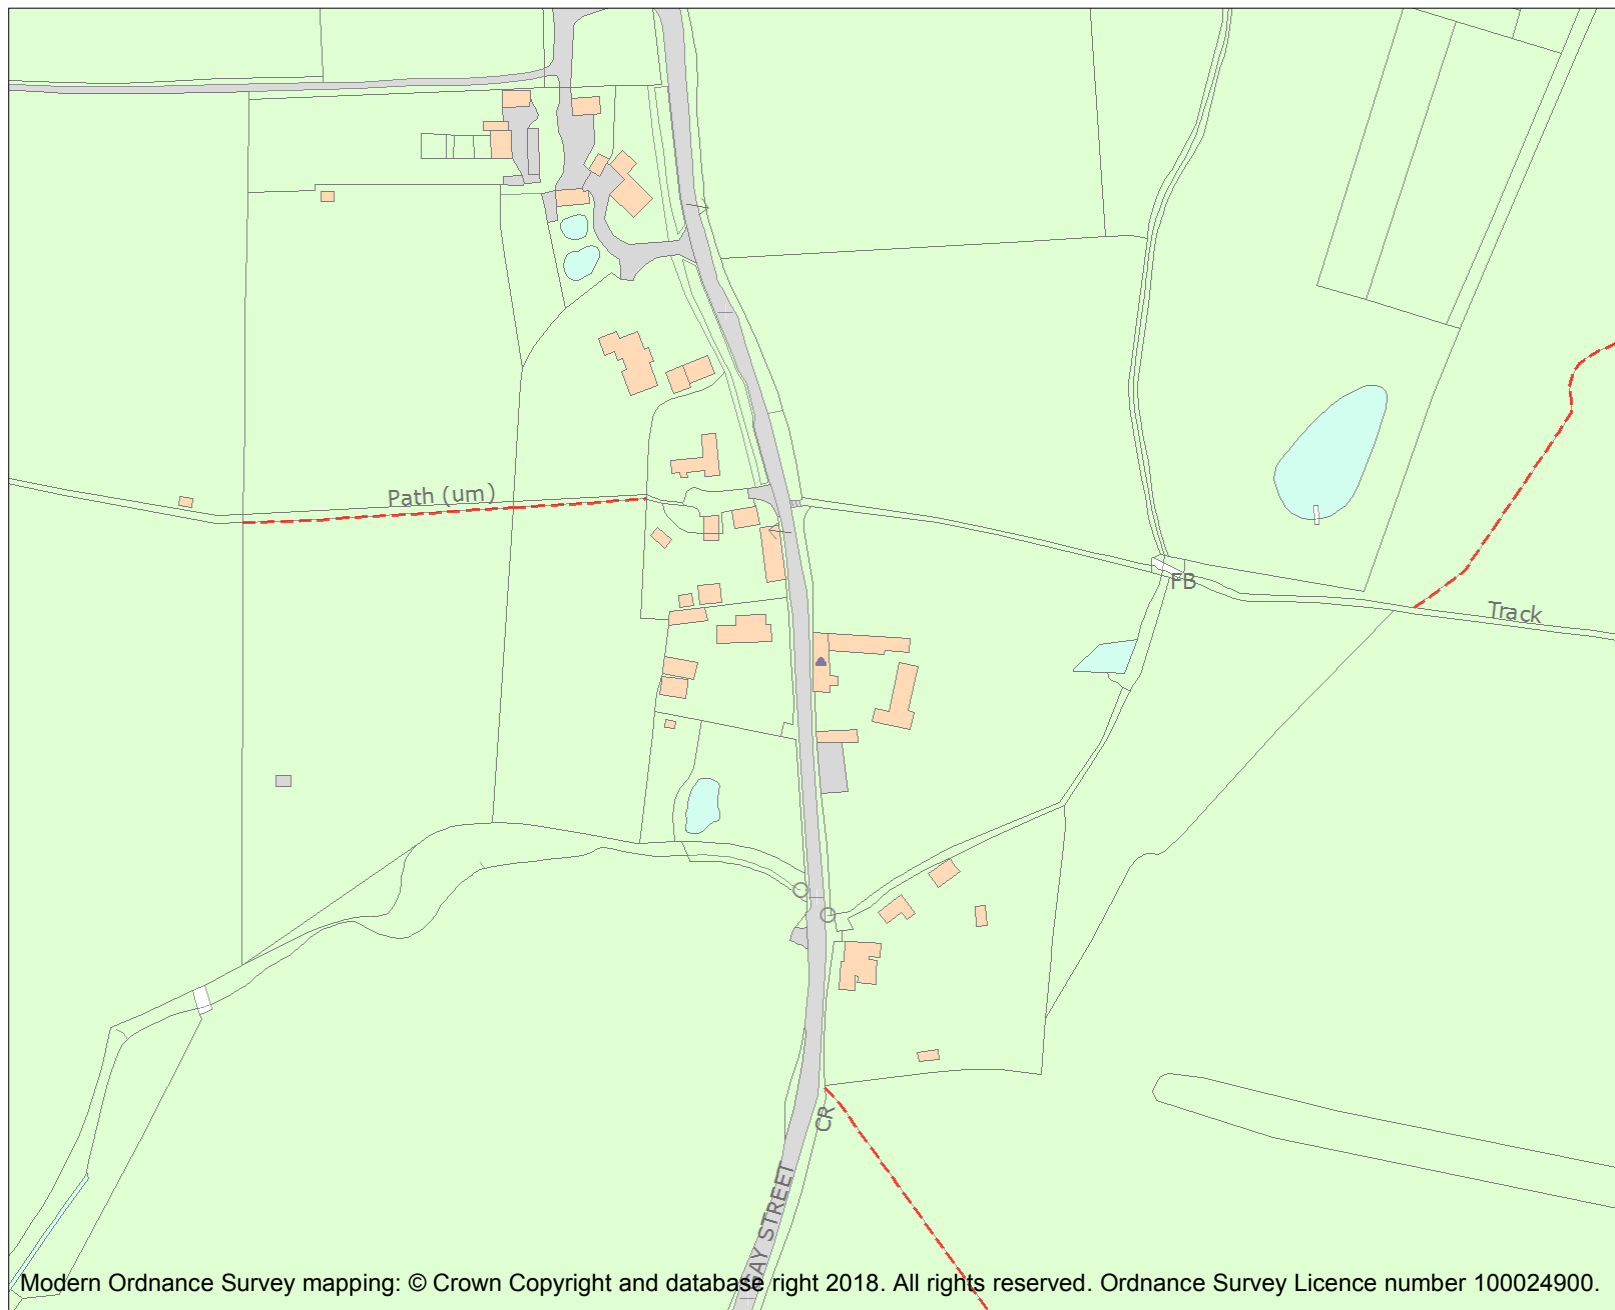 Path (um)
FB
Track
CR
GAY STREET
Modern Ordnance Survey mapping: © Crown Copyright and database right 2018. All rights reserved. Ordnance Survey Licence number 100024900.